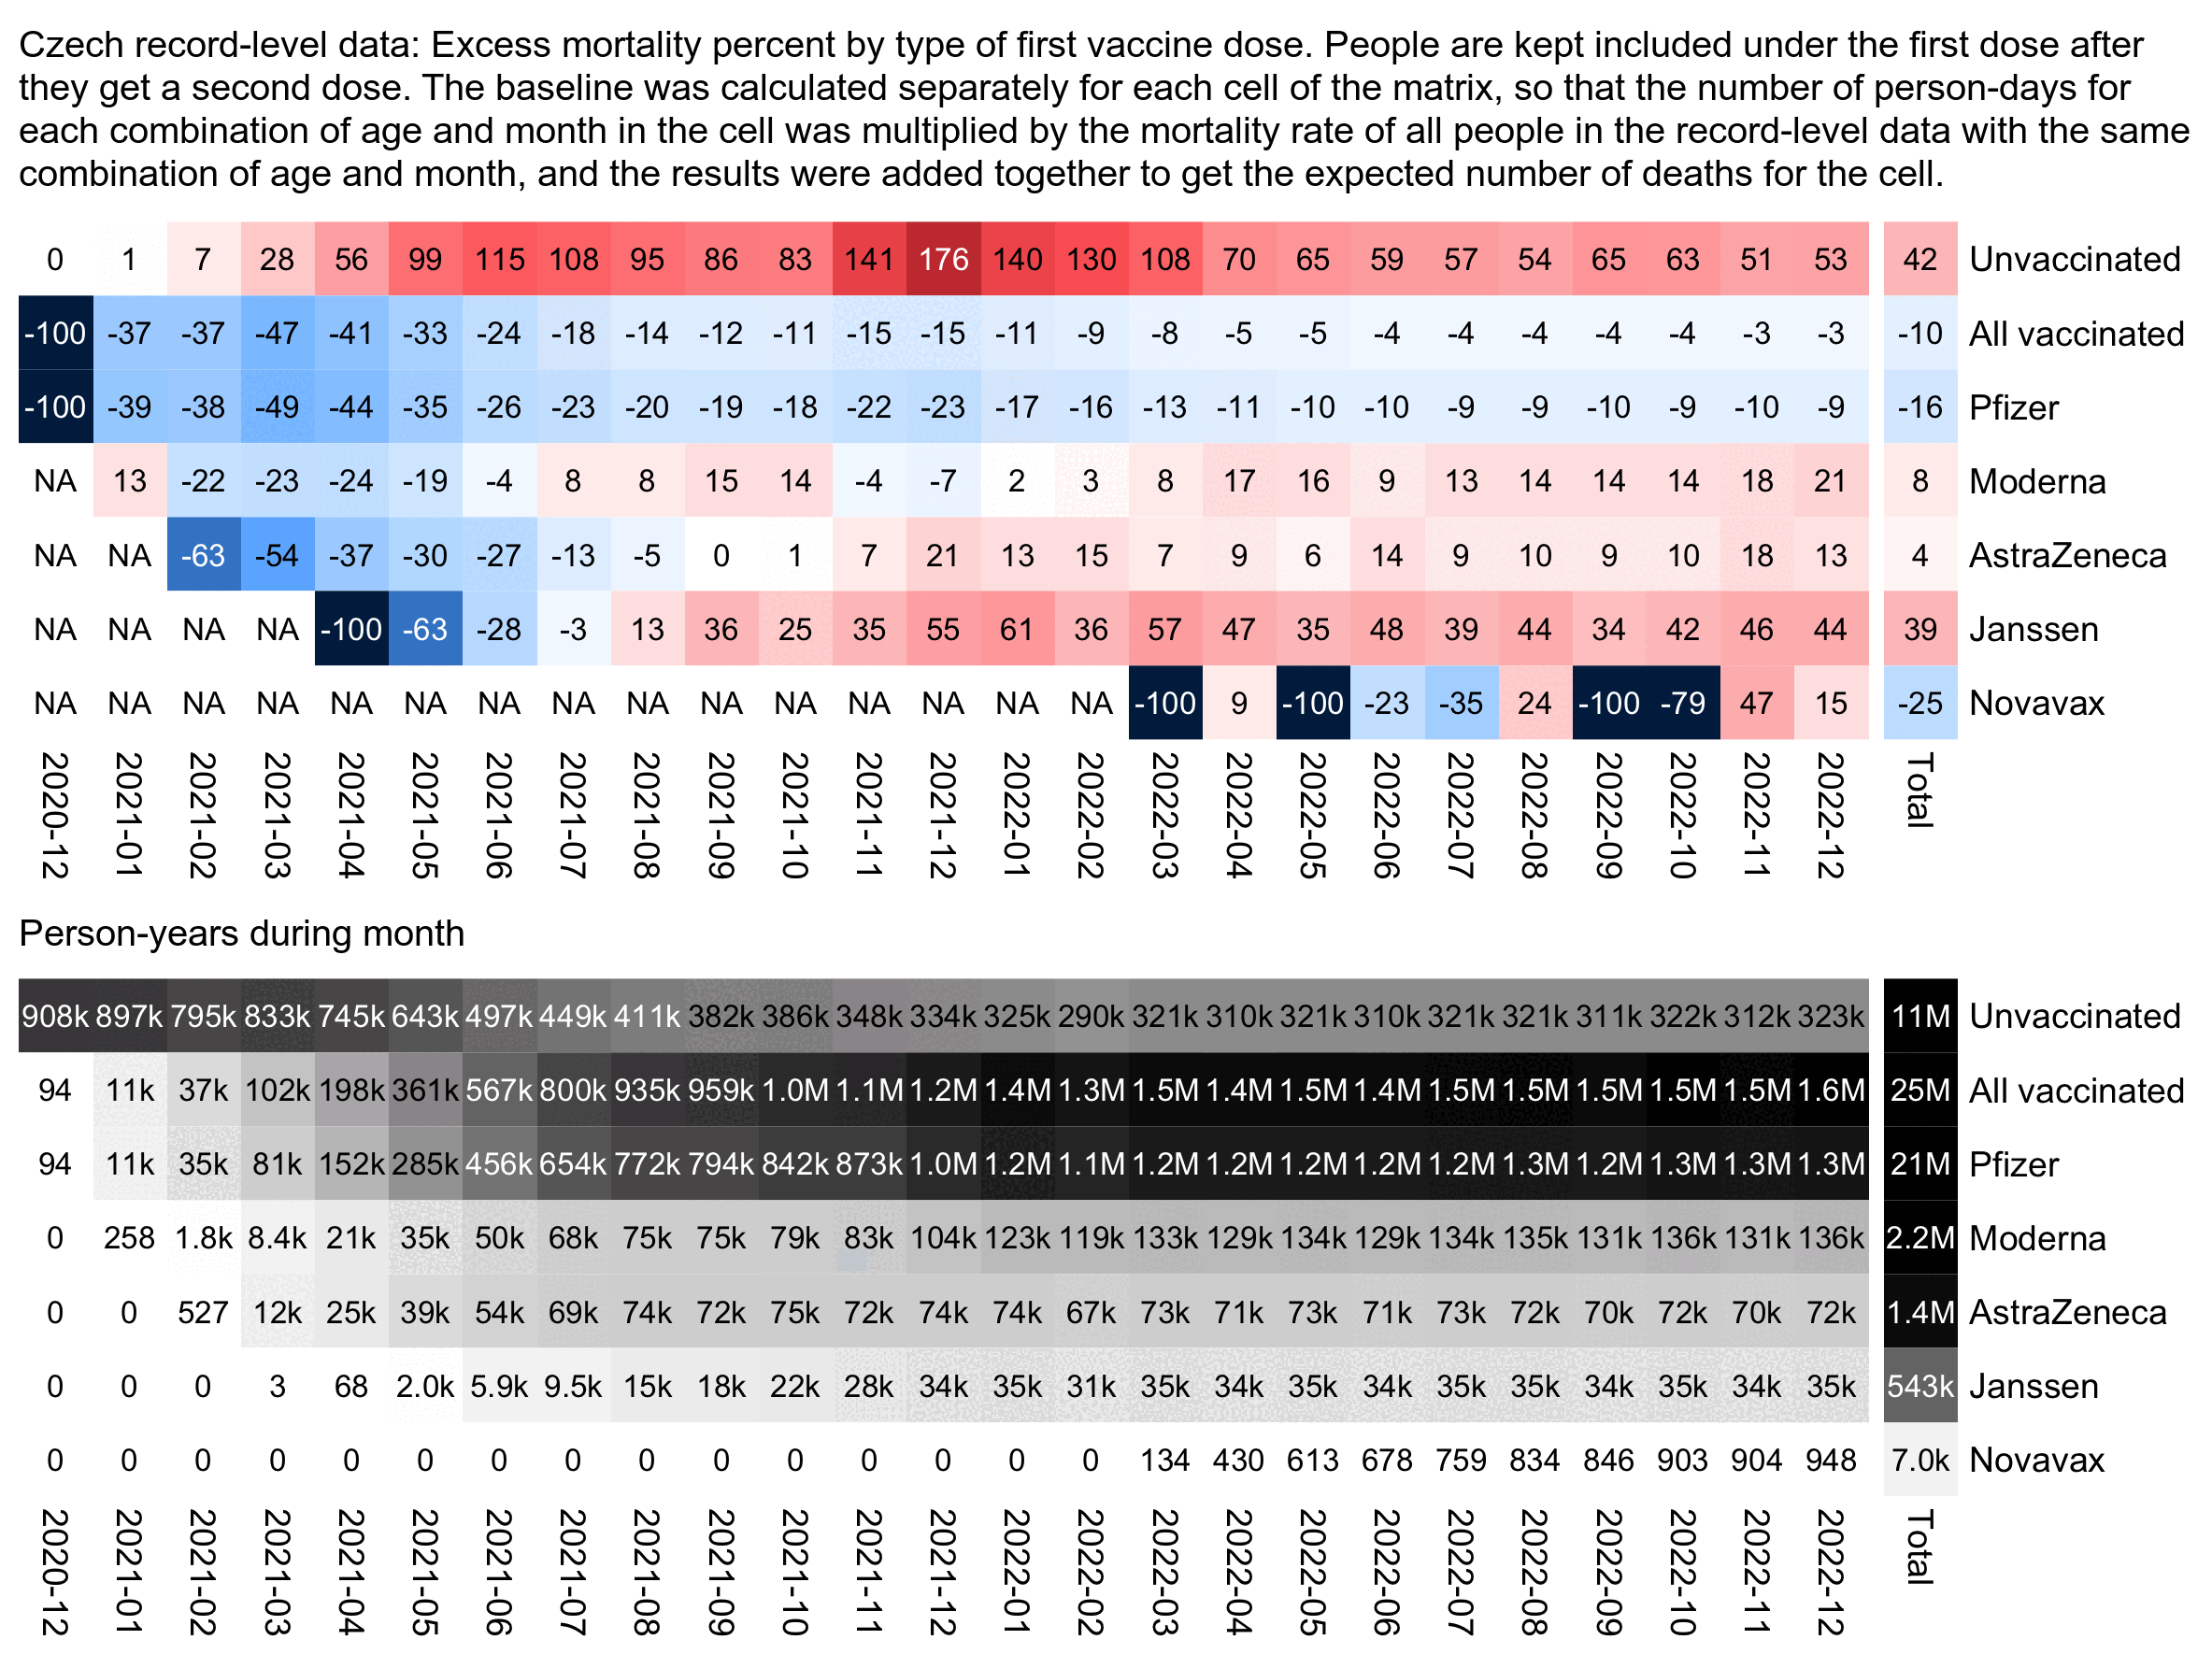 Czech record-level data: Excess mortality percent by type of first vaccine dose. People are kept included under the first dose after
they get a second dose. The baseline was calculated separately for each cell of the matrix, so that the number of person-days for
each combination of age and month in the cell was multiplied by the mortality rate of all people in the record-level data with the same
combination of age and month, and the results were added together to get the expected number of deaths for the cell.
0 1 7 28 56 99 115 108 95 86 83 141 176 140 130 108 70 65 59 57 54 65 63 51 53 42 Unvaccinated
-100 -37 -37 -47 -41 -33 -24 -18 -14 -12 -11 -15 -15 -11 -9 -8 -5 -5 -4 -4 -4 -4 -4 -3 -3 -10 All vaccinated
-100 -39 -38 -49 -44 -35 -26 -23 -20 -19 -18 -22 -23 -17 -16 -13 -11 -10 -10 -9 -9 -10 -9 -10 -9 -16 Pfizer
NA 13 -22 -23 -24 -19 -4 8 8 15 14 -4 -7 2 3 8 17 16 9 13 14 14 14 18 21 8 Moderna
NA NA -63 -54 -37 -30 -27 -13 -5 0 1 7 21 13 15 7 9 6 14 9 10 9 10 18 13 4 AstraZeneca
NA NA NA NA -100 -63 -28 -3 13 36 25 35 55 61 36 57 47 35 48 39 44 34 42 46 44 39 Janssen
NA NA NA NA NA NA NA NA NA NA NA NA NA NA NA -100 9 -100 -23 -35 24 -100 -79 47 15 -25 Novavax
2020-12 2021-01 2021-02 2021-03 2021-04 2021-05 2021-06 2021-07 2021-08 2021-09 2021-10 2021-11 2021-12 2022-01 2022-02 2022-03 2022-04 2022-05 2022-06 2022-07 2022-08 2022-09 2022-10 2022-11 2022-12 Total
Person-years during month
908k 897k 795k 833k 745k 643k 497k 449k 411k 382k 386k 348k 334k 325k 290k 321k 310k 321k 310k 321k 321k 311k 322k 312k 323k 11M Unvaccinated
94 11k 37k 102k 198k 361k 567k 800k 935k 959k 1.0M 1.1M 1.2M 1.4M 1.3M 1.5M 1.4M 1.5M 1.4M 1.5M 1.5M 1.5M 1.5M 1.5M 1.6M 25M All vaccinated
94 11k 35k 81k 152k 285k 456k 654k 772k 794k 842k 873k 1.0M 1.2M 1.1M 1.2M 1.2M 1.2M 1.2M 1.2M 1.3M 1.2M 1.3M 1.3M 1.3M 21M Pfizer
0 258 1.8k 8.4k 21k 35k 50k 68k 75k 75k 79k 83k 104k 123k 119k 133k 129k 134k 129k 134k 135k 131k 136k 131k 136k 2.2M Moderna
0 0 527 12k 25k 39k 54k 69k 74k 72k 75k 72k 74k 74k 67k 73k 71k 73k 71k 73k 72k 70k 72k 70k 72k 1.4M AstraZeneca
0 0 0 3 68 2.0k 5.9k 9.5k 15k 18k 22k 28k 34k 35k 31k 35k 34k 35k 34k 35k 35k 34k 35k 34k 35k 543k Janssen
0 0 0 0 0 0 0 0 0 0 0 0 0 0 0 134 430 613 678 759 834 846 903 904 948 7.0k Novavax
2020-12 2021-01 2021-02 2021-03 2021-04 2021-05 2021-06 2021-07 2021-08 2021-09 2021-10 2021-11 2021-12 2022-01 2022-02 2022-03 2022-04 2022-05 2022-06 2022-07 2022-08 2022-09 2022-10 2022-11 2022-12 Total